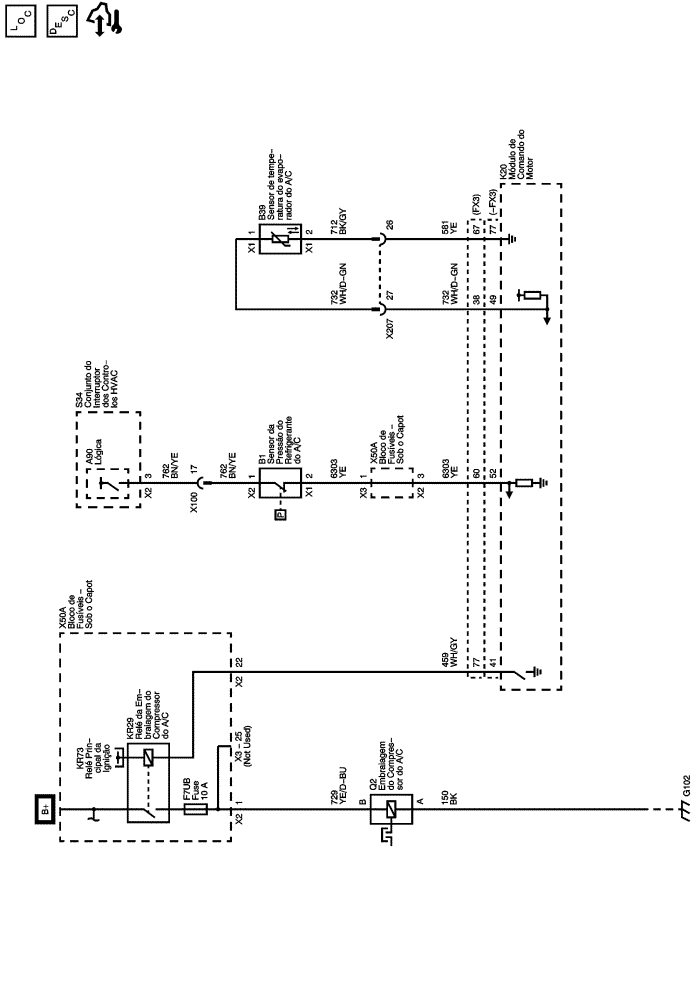 LOC
DESC
B+
X50A
Bloco de
Fusíveis –
Sob o Capot
KR73
Relé Prin–
cipal da
Ignição
KR29
Relé da Em–
braiagem do
Compressor
do A/C
F7UB
Fuse
10 A
X3 – 25
(Not Used)
X2 1
X2 22
729
YE/D–BU
Q2
Embraiagem
do Compres–
sor do A/C
B
A
150
BK
G102
459
WH/GY
77
41
S34
Conjunto do
Interruptor
dos Contro–
los HVAC
A90
Lógica
X2 3
762
BN/YE
X100 17
762
BN/YE
X2 1
B1
Sensor da
Pressão do
Refrigerante
do A/C
P
X1 2
6303
YE
X3 1
X50A
Bloco de
Fusíveis –
Sob o Capot
X2 3
6303
YE
60
52
B39
Sensor de tempe–
ratura do evapo–
rador do A/C
X1 1
X1 2
712
BK/GY
732
WH/D–GN
26
X207 27
581
YE
732
WH/D–GN
67 (FX3)
77 (–FX3)
38
49
K20
Módulo de
Comando do
Motor